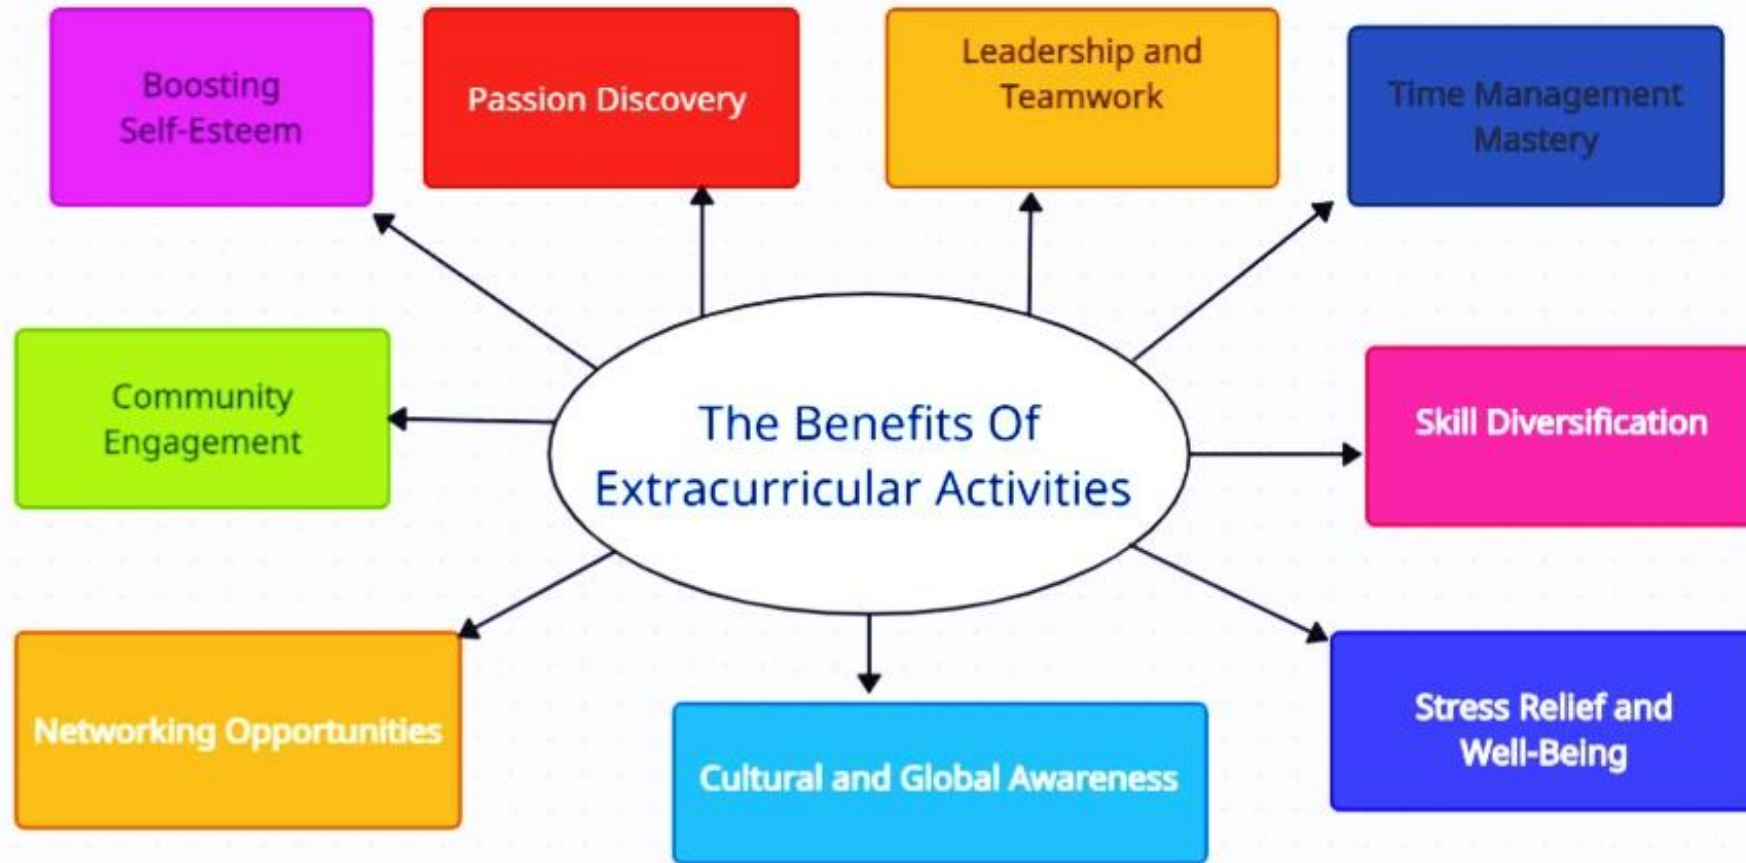 Boosting
Self-Esteem
Passion Discovery
Leadership and
Teamwork
Time Management
Mastery
Community
Engagement
The Benefits Of
Extracurricular Activities
Skill Diversification
Networking Opportunities
Cultural and Global Awareness
Stress Relief and
Well-Being